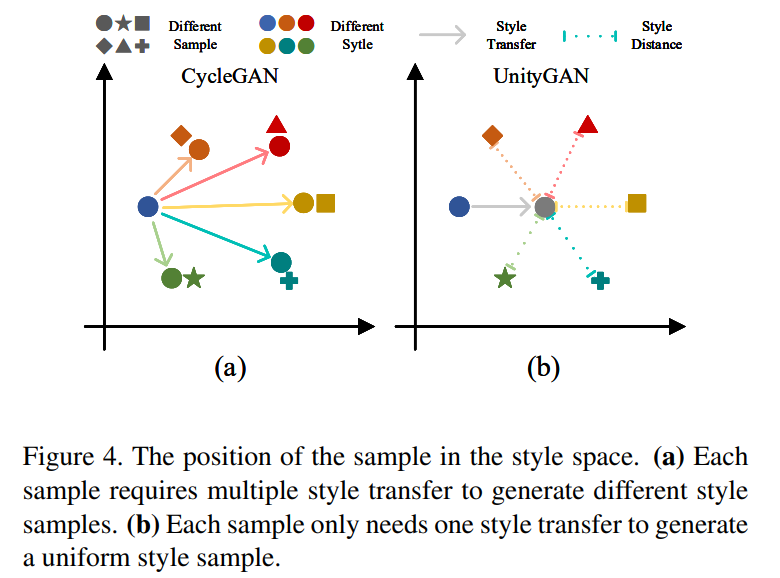 Different Sample
Different Sytle
Style Transfer
Style Distance
CycleGAN
UnityGAN
(a)
(b)
Figure 4. The position of the sample in the style space. (a) Each
sample requires multiple style transfer to generate different style
samples. (b) Each sample only needs one style transfer to generate
a uniform style sample.